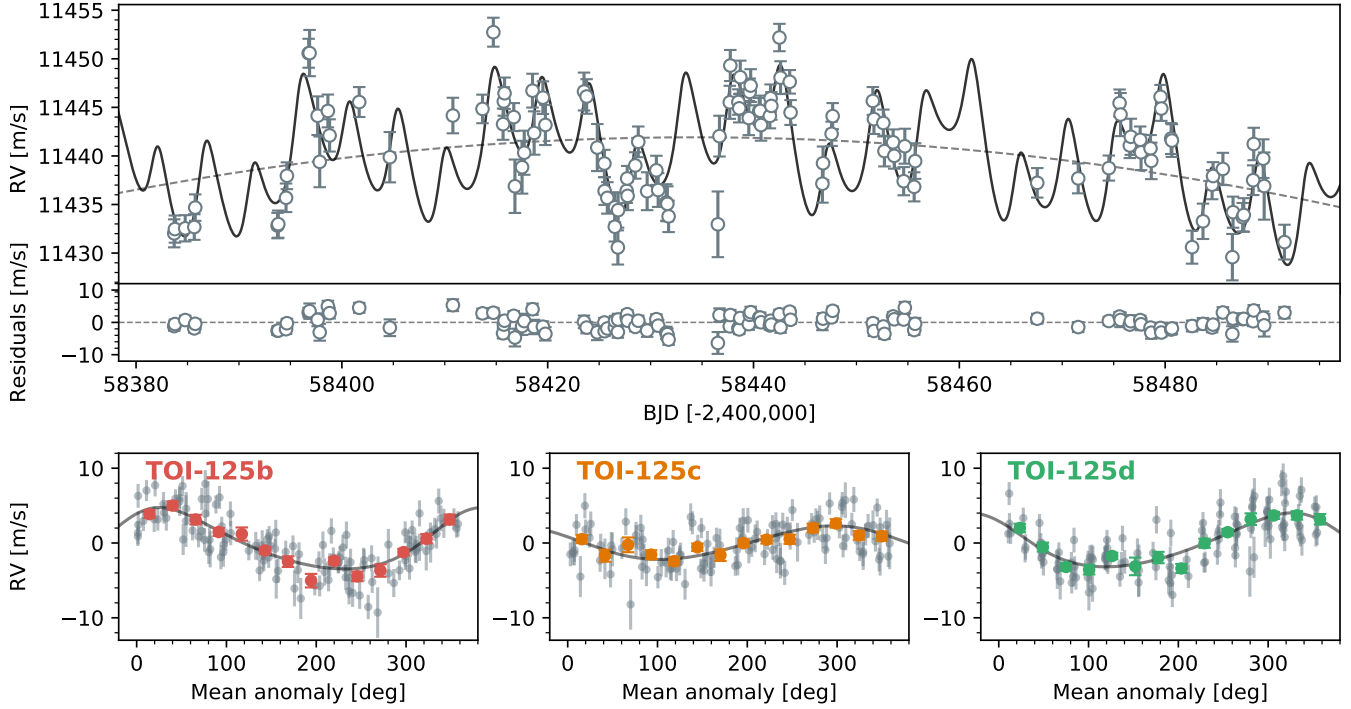 RV [m/s]
11455
11450
11445
11440
11435
11430
Residuals [m/s]
10
0
−10
58380 58400 58420 58440 58460 58480
BJD [-2,400,000]
RV [m/s]
10
0
−10
TOI-125b
0 100 200 300
Mean anomaly [deg]
10
0
−10
TOI-125c
0 100 200 300
Mean anomaly [deg]
10
0
−10
TOI-125d
0 100 200 300
Mean anomaly [deg]